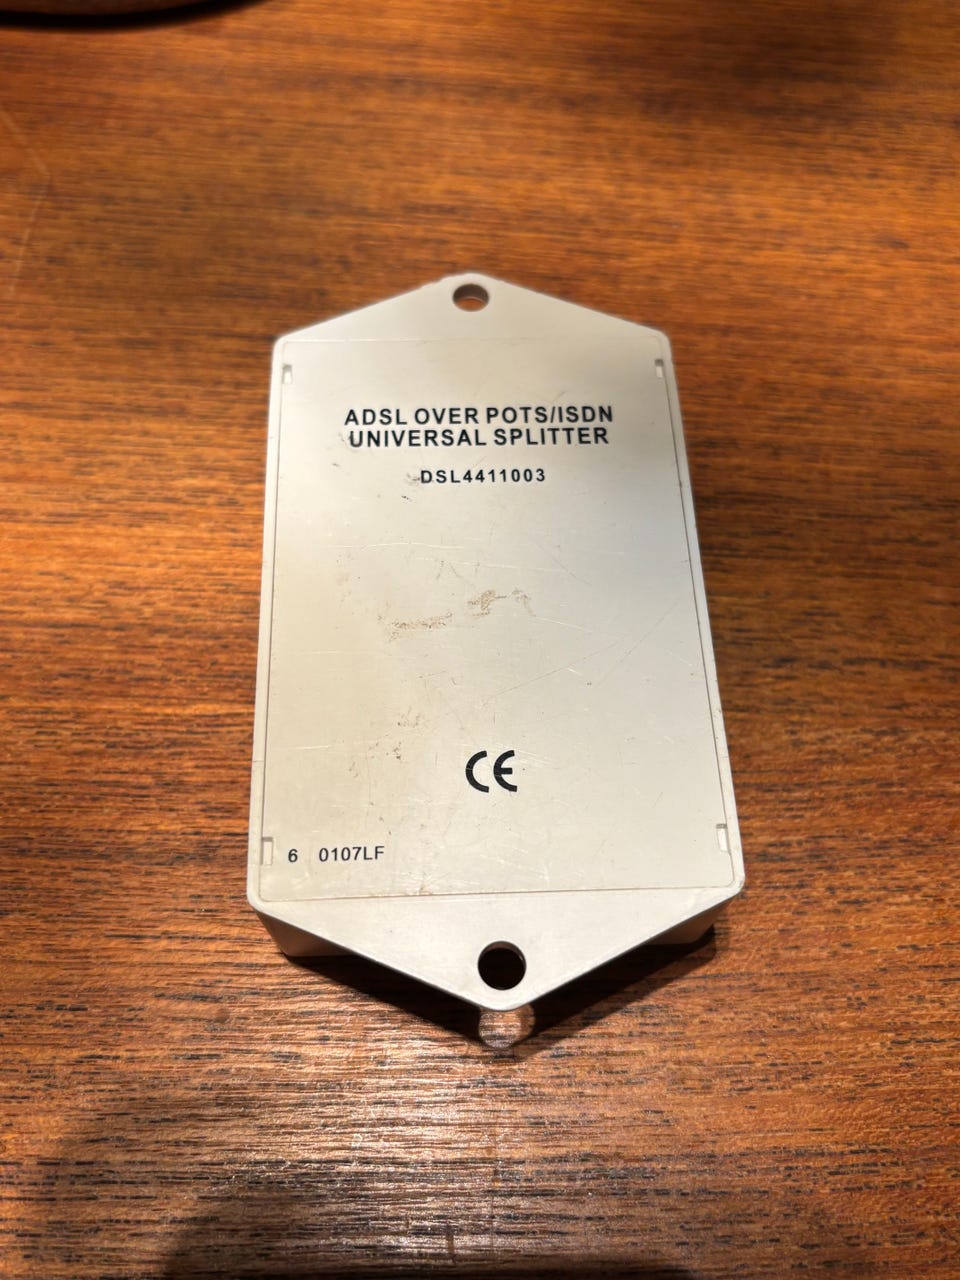 ADSL OVER POTS/ISDN
UNIVERSAL SPLITTER
DSL4411003
CE
6 0107LF